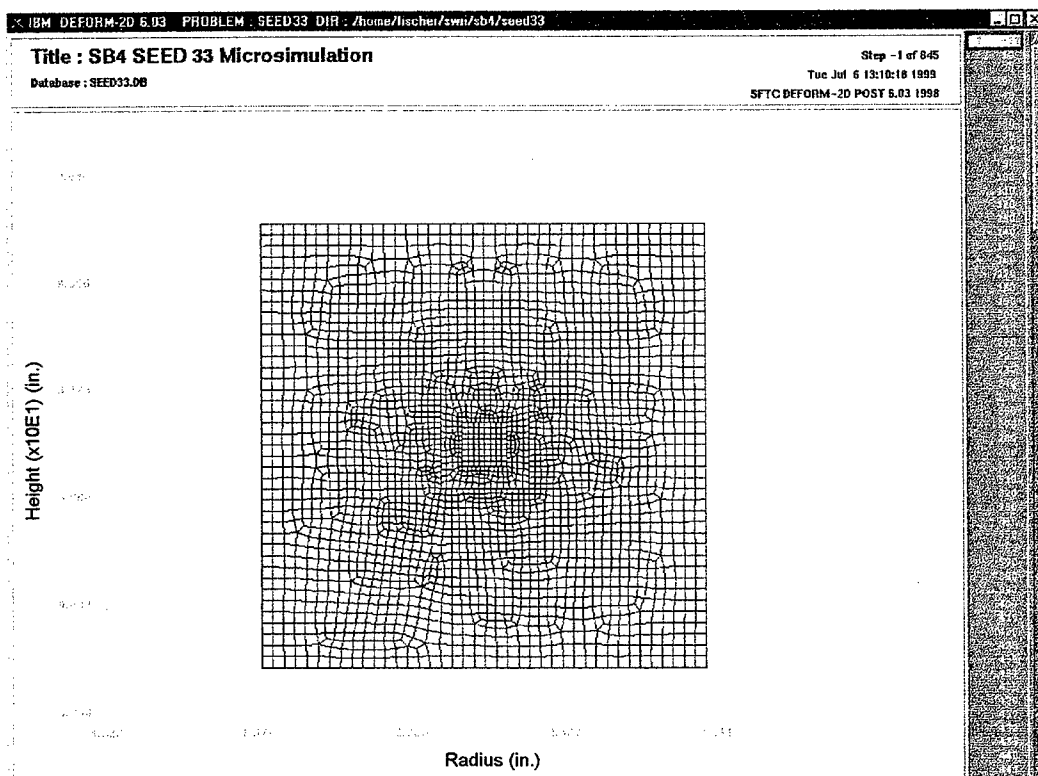 IBM DEFORM-2D 6.03 PROBLEM : SEED33 DIR : /home/fischer/swri/sb4/seed33
Title : SB4 SEED 33 Microsimulation
Database : SEED33.DB
Step -1 of 845
Tue Jul 6 13:10:18 1999
SFTC DEFORM-2D POST 6.03 1998
Height (x10E1) (in.)
Radius (in.)